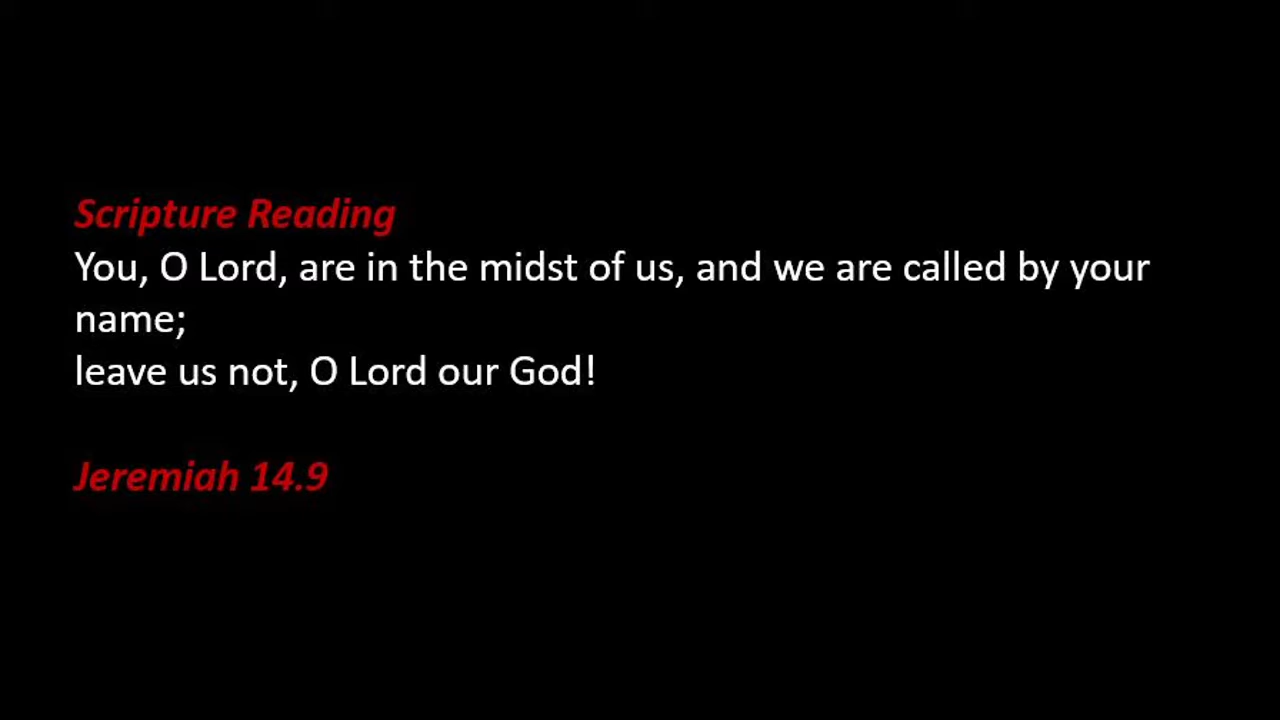 Scripture Reading
You, O Lord, are in the midst of us, and we are called by your
name;
leave us not, O Lord our God!
Jeremiah 14.9